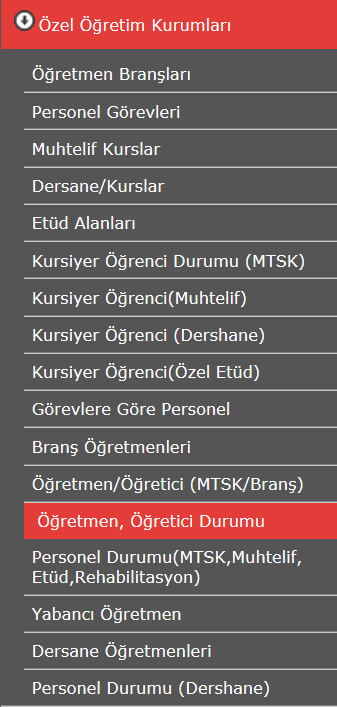 Özel Öğretim Kurumları
Öğretmen Branşları
Personel Görevleri
Muhtelif Kurslar
Dersane/Kurslar
Etüd Alanları
Kursiyer Öğrenci Durumu (MTSK)
Kursiyer Öğrenci(Muhtelif)
Kursiyer Öğrenci (Dershane)
Kursiyer Öğrenci(Özel Etüd)
Görevlere Göre Personel
Branş Öğretmenleri
Öğretmen/Öğretici (MTSK/Branş)
Öğretmen, Öğretici Durumu
Personel Durumu(MTSK,Muhtelif,
Etüd,Rehabilitasyon)
Yabancı Öğretmen
Dersane Öğretmenleri
Personel Durumu (Dershane)